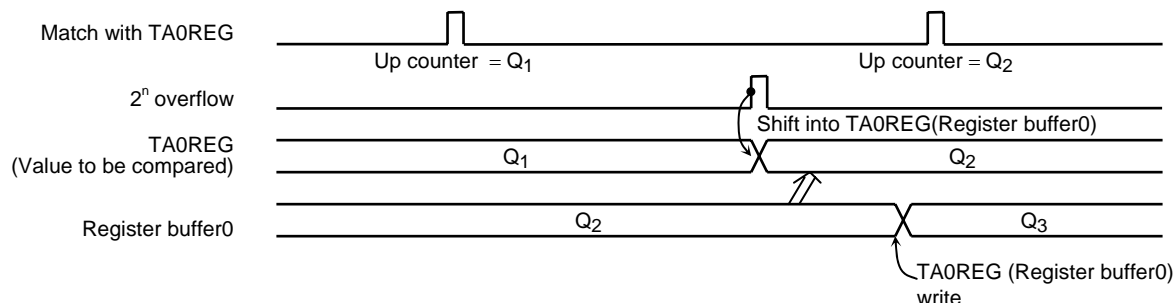 Match with TA0REG
Up counter = Q1
Up counter = Q2
2n overflow
Shift into TA0REG(Register buffer0)
TA0REG
(Value to be compared)
Q1
Q2
Register buffer0
Q2
Q3
TA0REG (Register buffer0)
write